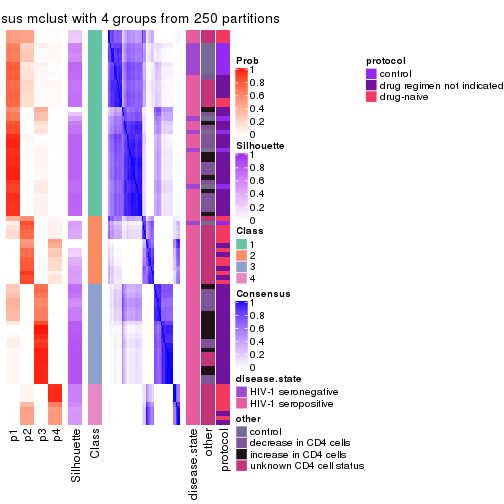 sus mclust with 4 groups from 250 partitions
Prob
1
0.8
0.6
0.4
0.2
0
Silhouette
1
0.8
0.6
0.4
0.2
0
Class
1
2
3
4
Consensus
1
0.8
0.6
0.4
0.2
0
disease.state
HIV-1 seronegative
HIV-1 seropositive
other
control
decrease in CD4 cells
increase in CD4 cells
unknown CD4 cell status
protocol
control
drug regimen not indicated
drug-naive
p1
p2
p3
p4
Silhouette
Class
disease.state
other
protocol